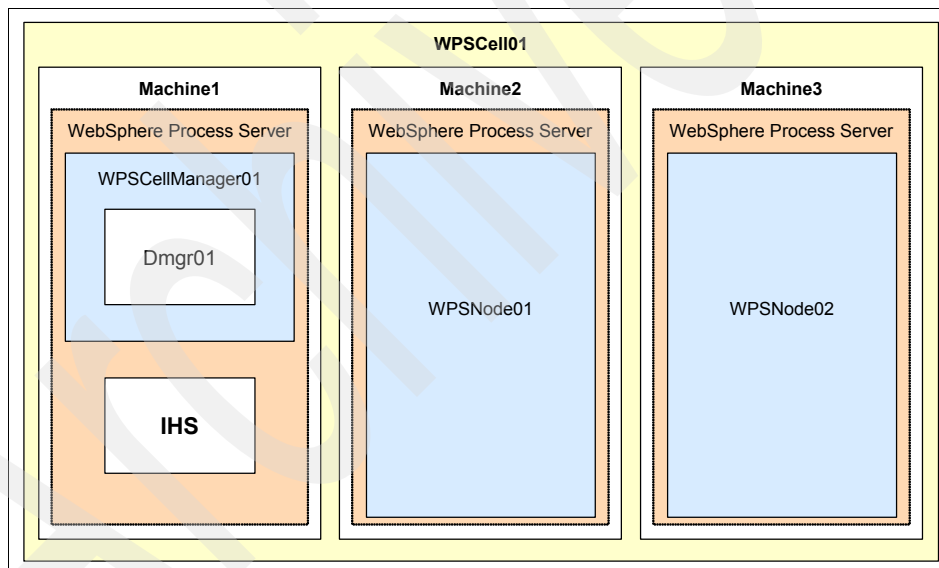 WPSCell01
Machine1
WebSphere Process Server
WPSCellManager01
Dmgr01
IHS
Machine2
WebSphere Process Server
WPSNode01
Machine3
WebSphere Process Server
WPSNode02